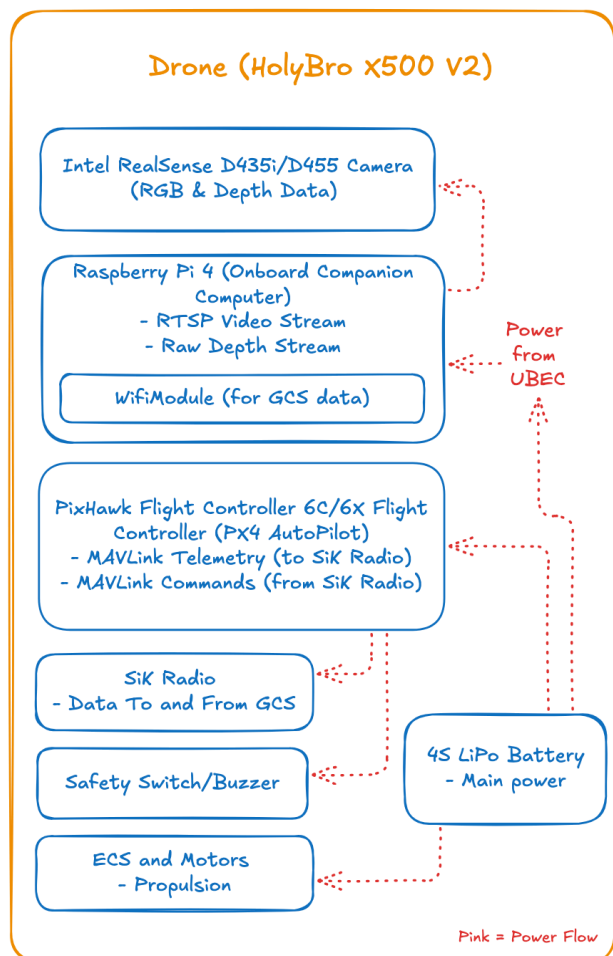 Drone (HolyBro X500 V2)
Intel RealSense D435i/D455 Camera
(RGB & Depth Data)
Raspberry Pi 4 (Onboard Companion
Computer)
- RTSP Video Stream
- Raw Depth Stream
WifiModule (for GCS data)
Power
from
UBEC
PixHawk Flight Controller 6C/6X Flight
Controller (PX4 AutoPilot)
- MAVLink Telemetry (to SiK Radio)
- MAVLink Commands (from SiK Radio)
SiK Radio
- Data To and From GCS
Safety Switch/Buzzer
4S LiPo Battery
- Main power
ECS and Motors
- Propulsion
Pink = Power Flow